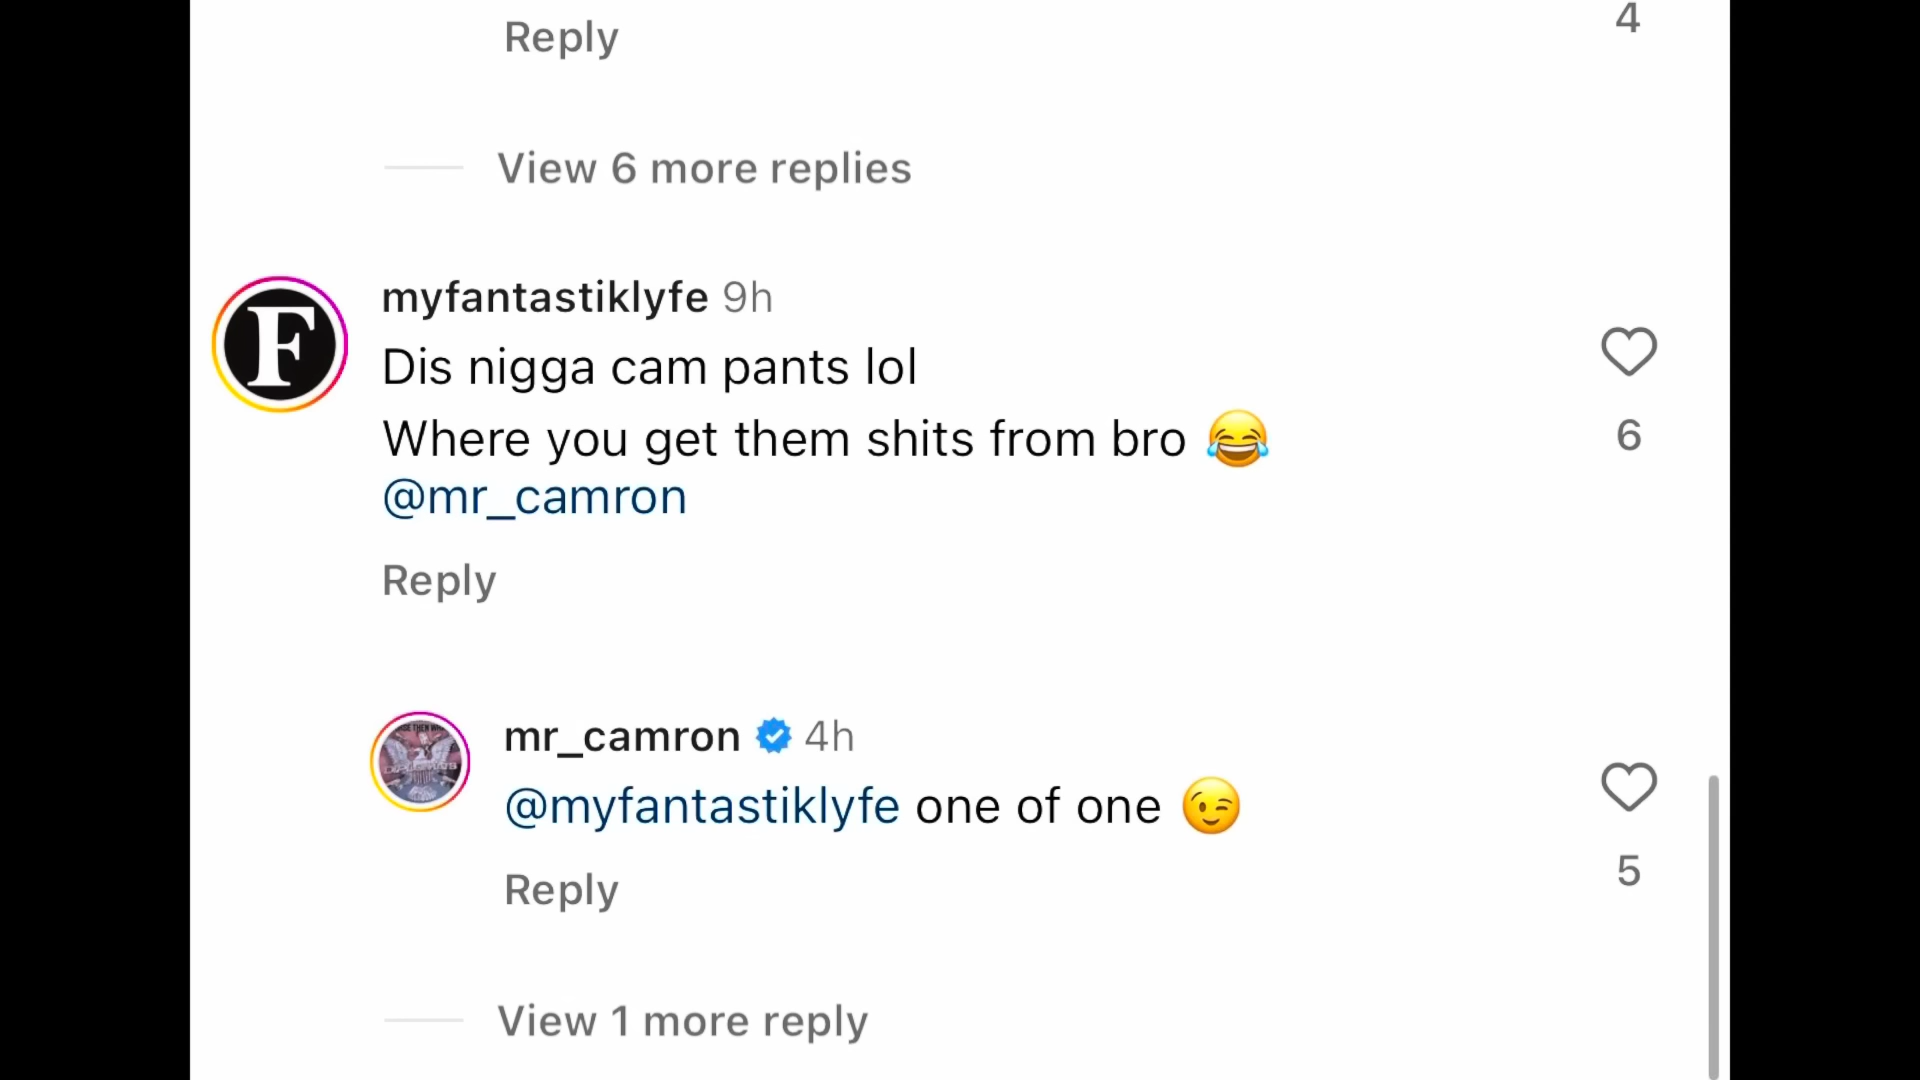 Reply
4
View 6 more replies
F
myfantastiklyfe 9h
Dis nigga cam pants lol
Where you get them shits from bro 😂
@mr_camron
6
Reply
mr_camron 4h
@myfantastiklyfe one of one 😉
5
Reply
View 1 more reply